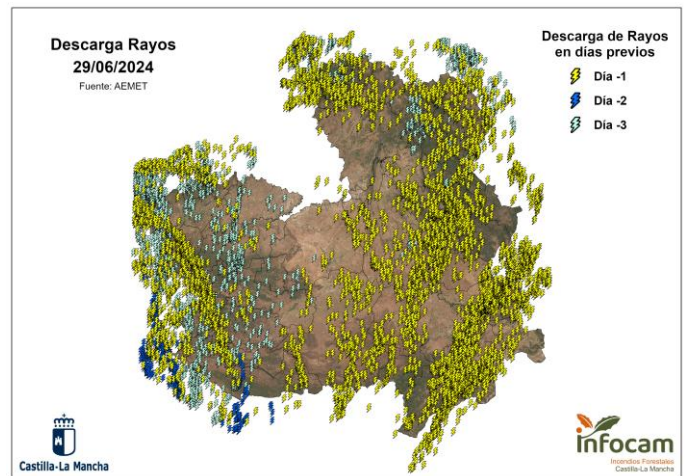 Descarga Rayos
29/06/2024
Fuente: AEMET
Descarga de Rayos
en días previos
Día -1
Día -2
Día -3
Castilla-La Mancha
infocam
Incendios Forestales
Castilla-La Mancha